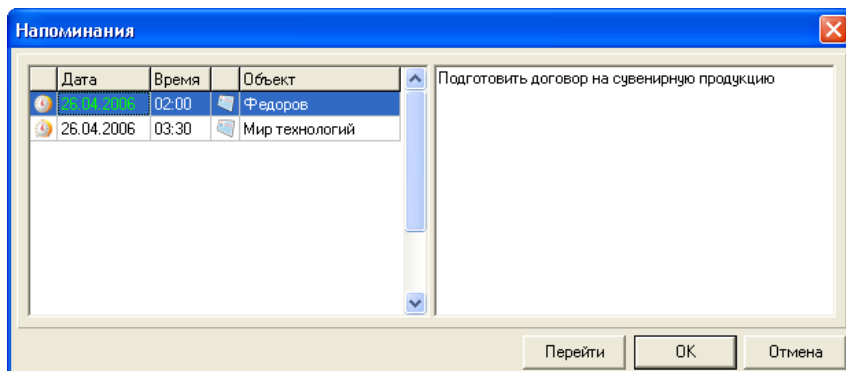 Напоминания
Дата Время Объект
26.04.2006 02:00 Федоров
26.04.2006 03:30 Мир технологий
Подготовить договор на сувенирную продукцию
Перейти OK Отмена